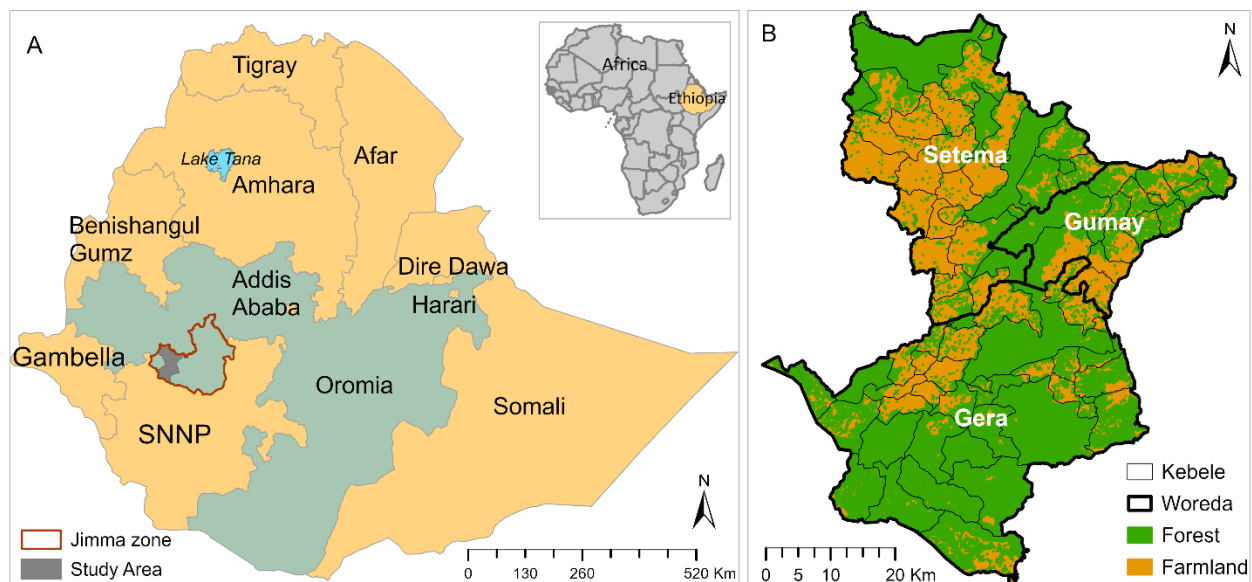 A
Tigray
Lake Tana
Amhara
Afar
Benishangul
Gumz
Addis
Ababa
Dire Dawa
Harari
Gambella
Oromia
SNNP
Somali
N
Jimma zone
Study Area
0 130 260 520 Km
Africa
Ethiopia
B
N
Setema
Gumay
Gera
Kebele
Woreda
Forest
Farmland
0 5 10 20 Km